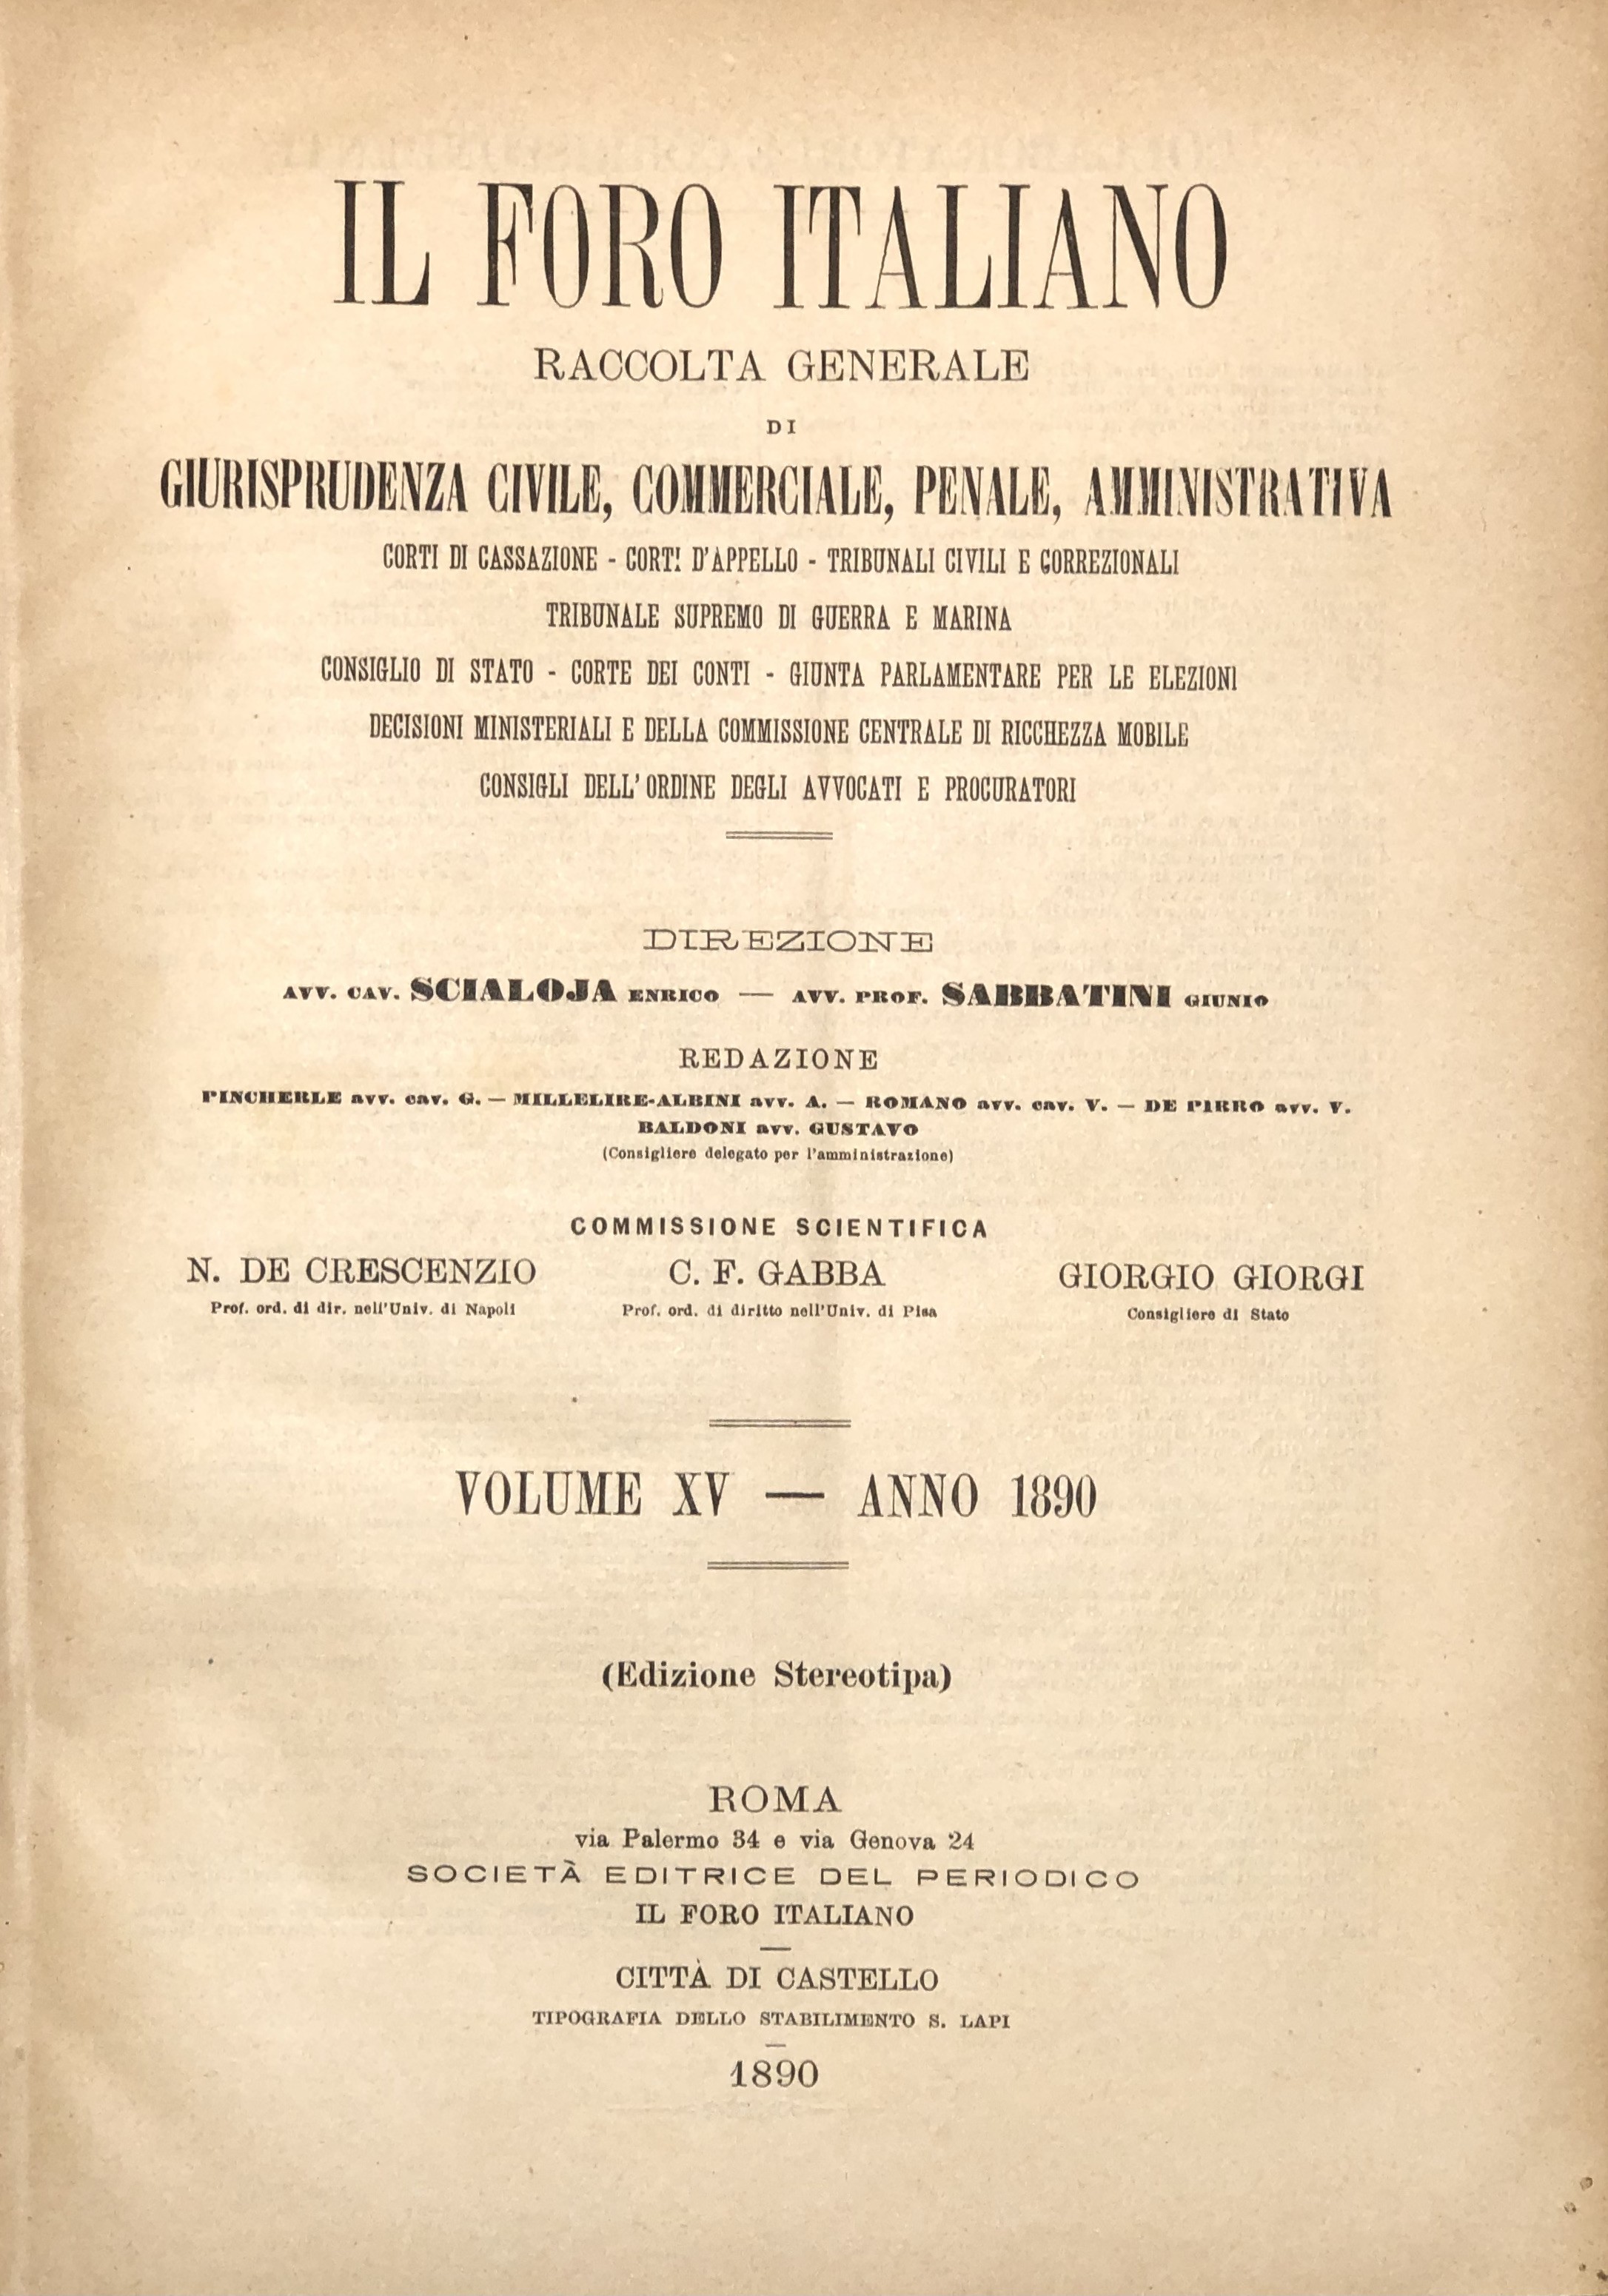 IL FORO ITALIANO
RACCOLTA GENERALE
DI
GIURISPRUDENZA CIVILE, COMMERCIALE, PENALE, AMMINISTRATIVA
CORTI DI CASSAZIONE - CORTI D'APPELLO - TRIBUNALI CIVILI E CORREZIONALI
TRIBUNALE SUPREMO DI GUERRA E MARINA
CONSIGLIO DI STATO - CORTE DEI CONTI - GIUNTA PARLAMENTARE PER LE ELEZIONI
DECISIONI MINISTERIALI E DELLA COMMISSIONE CENTRALE DI RICCHEZZA MOBILE
CONSIGLI DELL'ORDINE DEGLI AVVOCATI E PROCURATORI
DIREZIONE
AVV. CAV. SCIALOJA ENRICO — AVV. PROF. SABBATINI GIUNIO
REDAZIONE
PINCHERLE avv. cav. G. — MILLELIRE-ALBINI avv. A. — ROMANO avv. cav. V. — DE PIRRO avv. V.
BALDONI avv. GUSTAVO
(Consigliere delegato per l'amministrazione)
COMMISSIONE SCIENTIFICA
N. DE CRESCENZIO C. F. GABBA GIORGIO GIORGI
Prof. ord. di dir. nell'Univ. di Napoli Prof. ord. di diritto nell'Univ. di Pisa Consigliere di Stato
VOLUME XV — ANNO 1890
(Edizione Stereotipa)
ROMA
via Palermo 34 e via Genova 24
SOCIETÀ EDITRICE DEL PERIODICO
IL FORO ITALIANO
CITTÀ DI CASTELLO
TIPOGRAFIA DELLO STABILIMENTO S. LAPI
1890